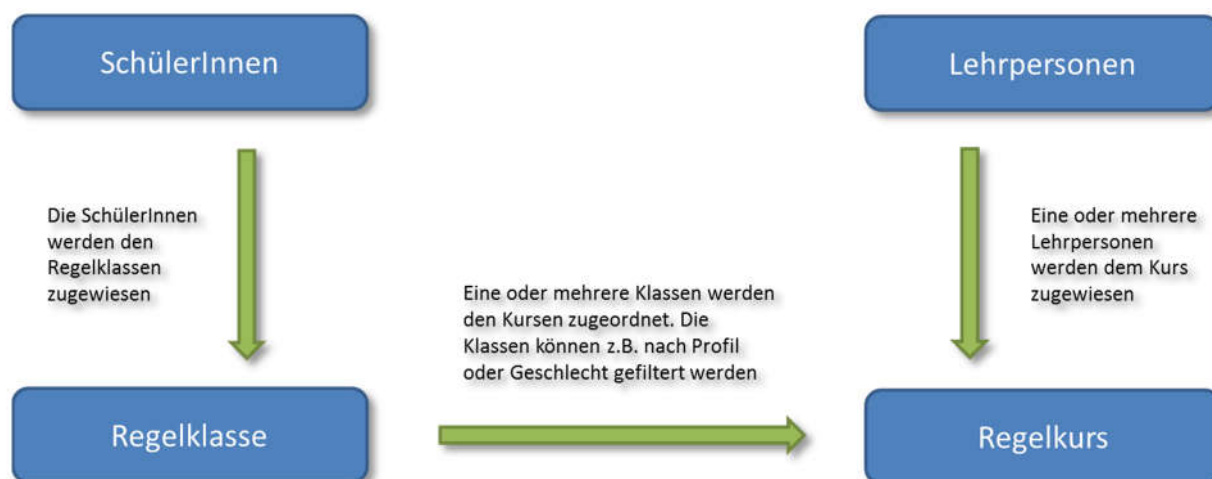 SchülerInnen
Lehrpersonen
Die SchülerInnen
werden den
Regelklassen
zugewiesen
Eine oder mehrere
Lehrpersonen
werden dem Kurs
zugewiesen
Eine oder mehrere Klassen werden
den Kursen zugeordnet. Die
Klassen können z.B. nach Profil
oder Geschlecht gefiltert werden
Regelklasse
Regelkurs